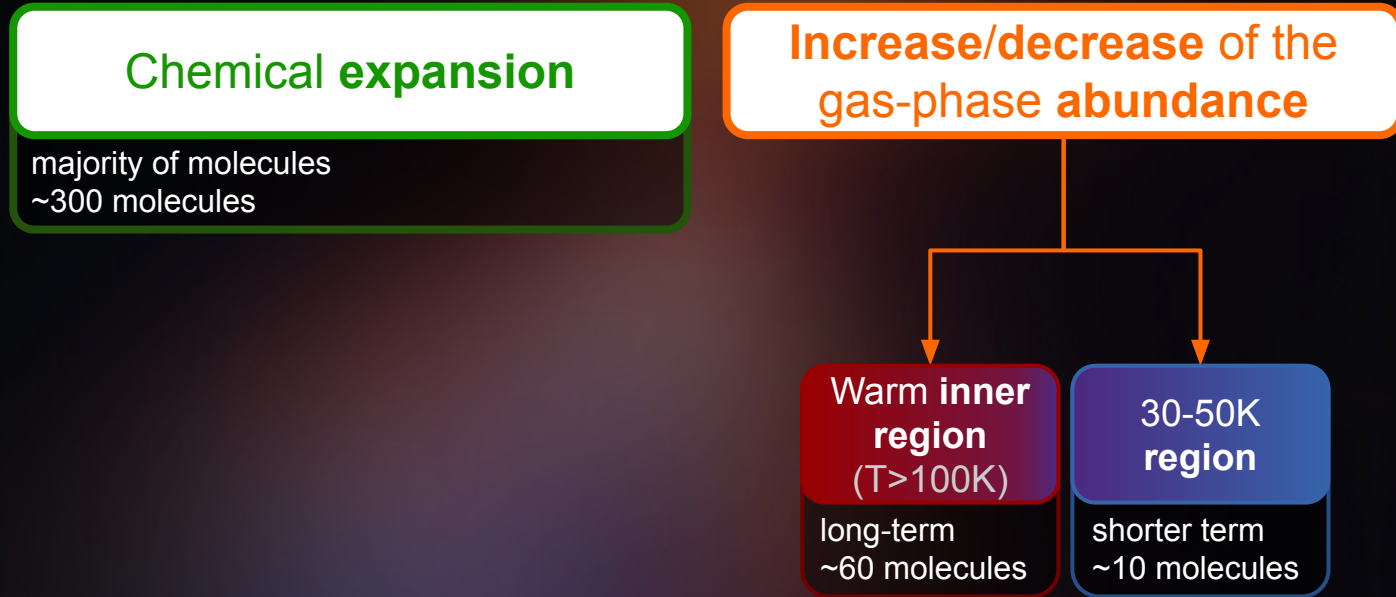 Chemical expansion
majority of molecules
~300 molecules
Increase/decrease of the
gas-phase abundance
Warm inner
region
(T>100K)
long-term
~60 molecules
30-50K
region
shorter term
~10 molecules